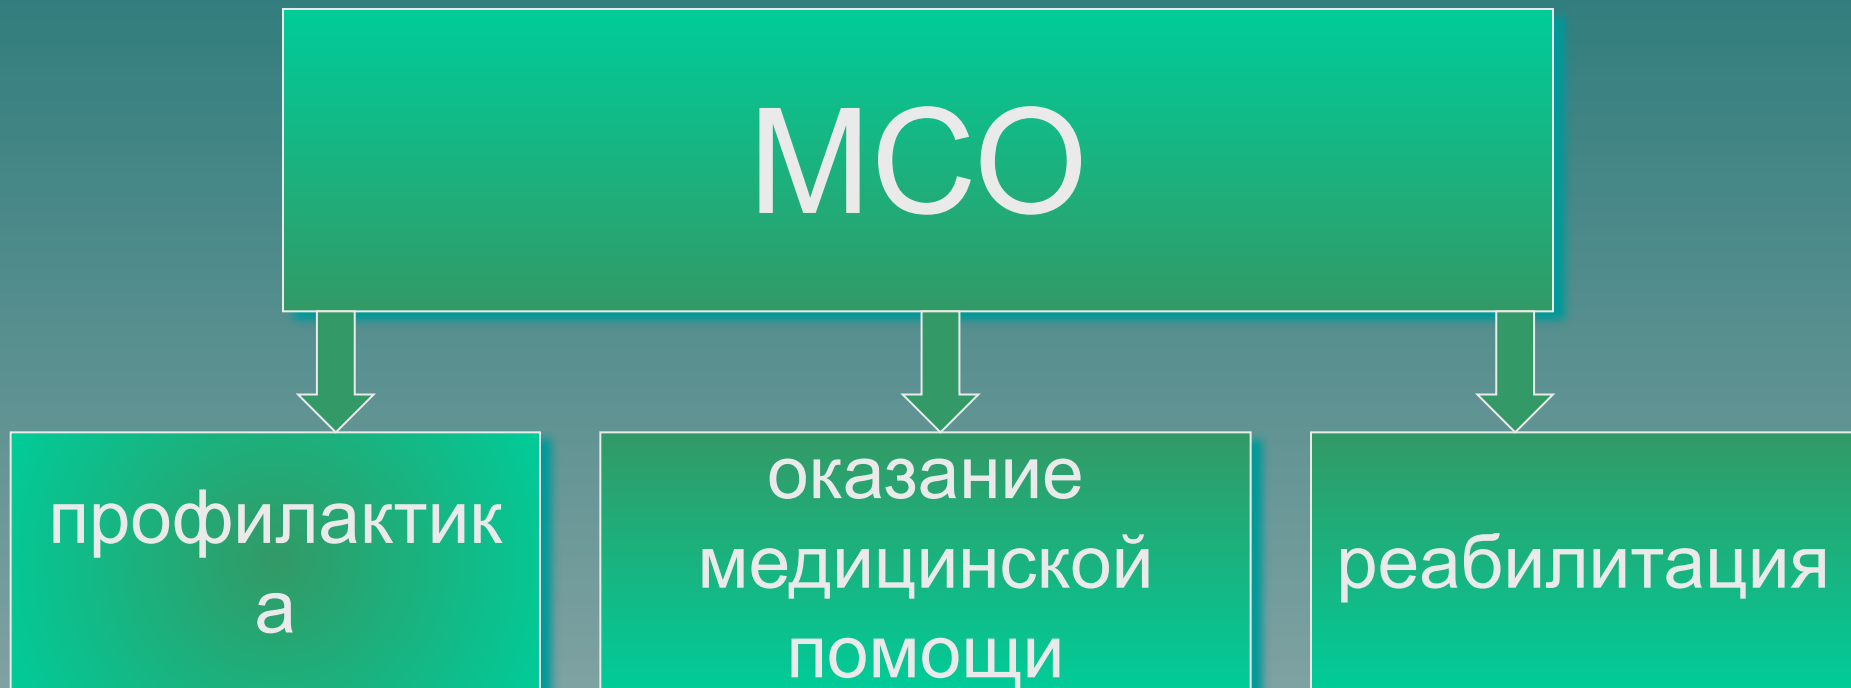 МСО
профилактик
а
оказание
медицинской
помощи
реабилитация